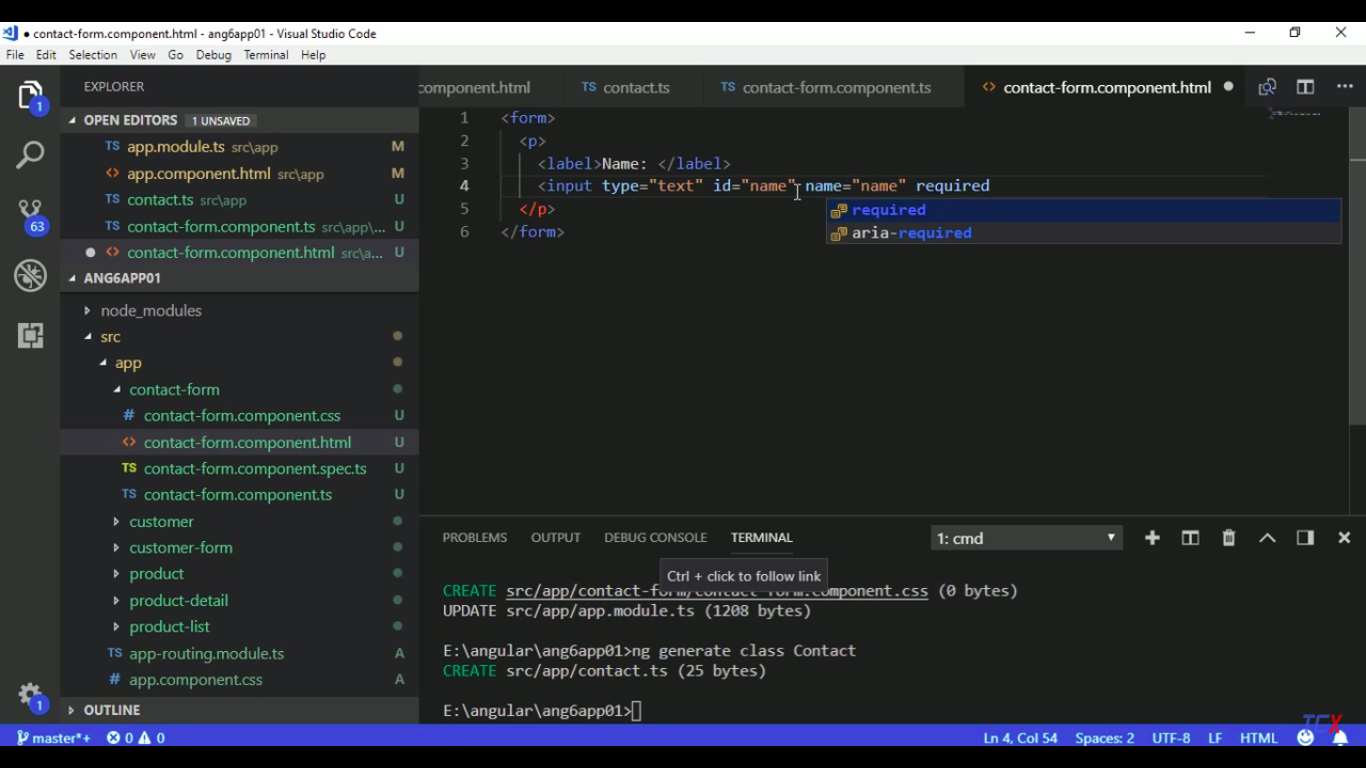 ● contact-form.component.html - ang6app01 - Visual Studio Code
File Edit Selection View Go Debug Terminal Help
EXPLORER
OPEN EDITORS 1 UNSAVED
TS app.module.ts src\app M
<> app.component.html src\app M
TS contact.ts src\app U
TS contact-form.component.ts src\app\... U
● <> contact-form.component.html src\a... U
ANG6APP01
node_modules
src
app
contact-form
# contact-form.component.css U
<> contact-form.component.html U
TS contact-form.component.spec.ts U
TS contact-form.component.ts U
customer
customer-form
product
product-detail
product-list
TS app-routing.module.ts A
# app.component.css A
OUTLINE
1
63
1
component.html TS contact.ts TS contact-form.component.ts <> contact-form.component.html ●
1 <form>
2 <p>
3 <label>Name: </label>
4 <input type="text" id="name" name="name" required
5 </p>
6 </form>
required
aria-required
PROBLEMS OUTPUT DEBUG CONSOLE TERMINAL 1: cmd
Ctrl + click to follow link
CREATE src/app/contact-form/contact-form.component.css (0 bytes)
UPDATE src/app/app.module.ts (1208 bytes)
E:\angular\ang6app01>ng generate class Contact
CREATE src/app/contact.ts (25 bytes)
E:\angular\ang6app01>
TCX
master*+ 0 0 Ln 4, Col 54 Spaces: 2 UTF-8 LF HTML